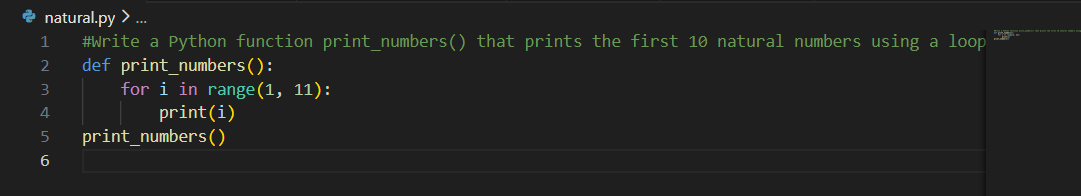 natural.py > ...
1 #Write a Python function print_numbers() that prints the first 10 natural numbers using a loop
2 def print_numbers():
3     for i in range(1, 11):
4         print(i)
5 print_numbers()
6